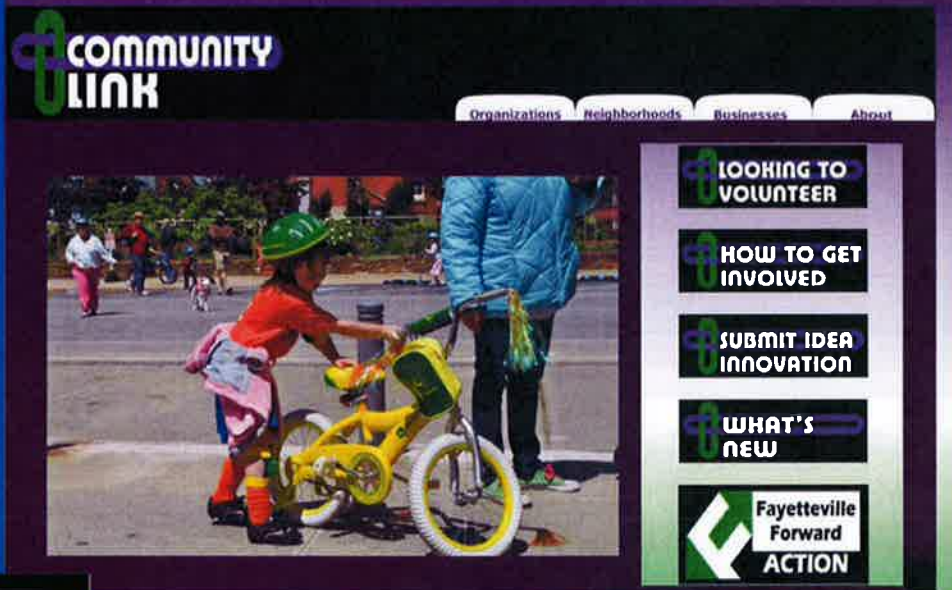 COMMUNITY
LINK
Organizations Neighborhoods Businesses About
LOOKING TO
VOLUNTEER
HOW TO GET
INVOLVED
SUBMIT IDEA
INNOVATION
WHAT'S
NEW
Fayetteville
Forward
ACTION